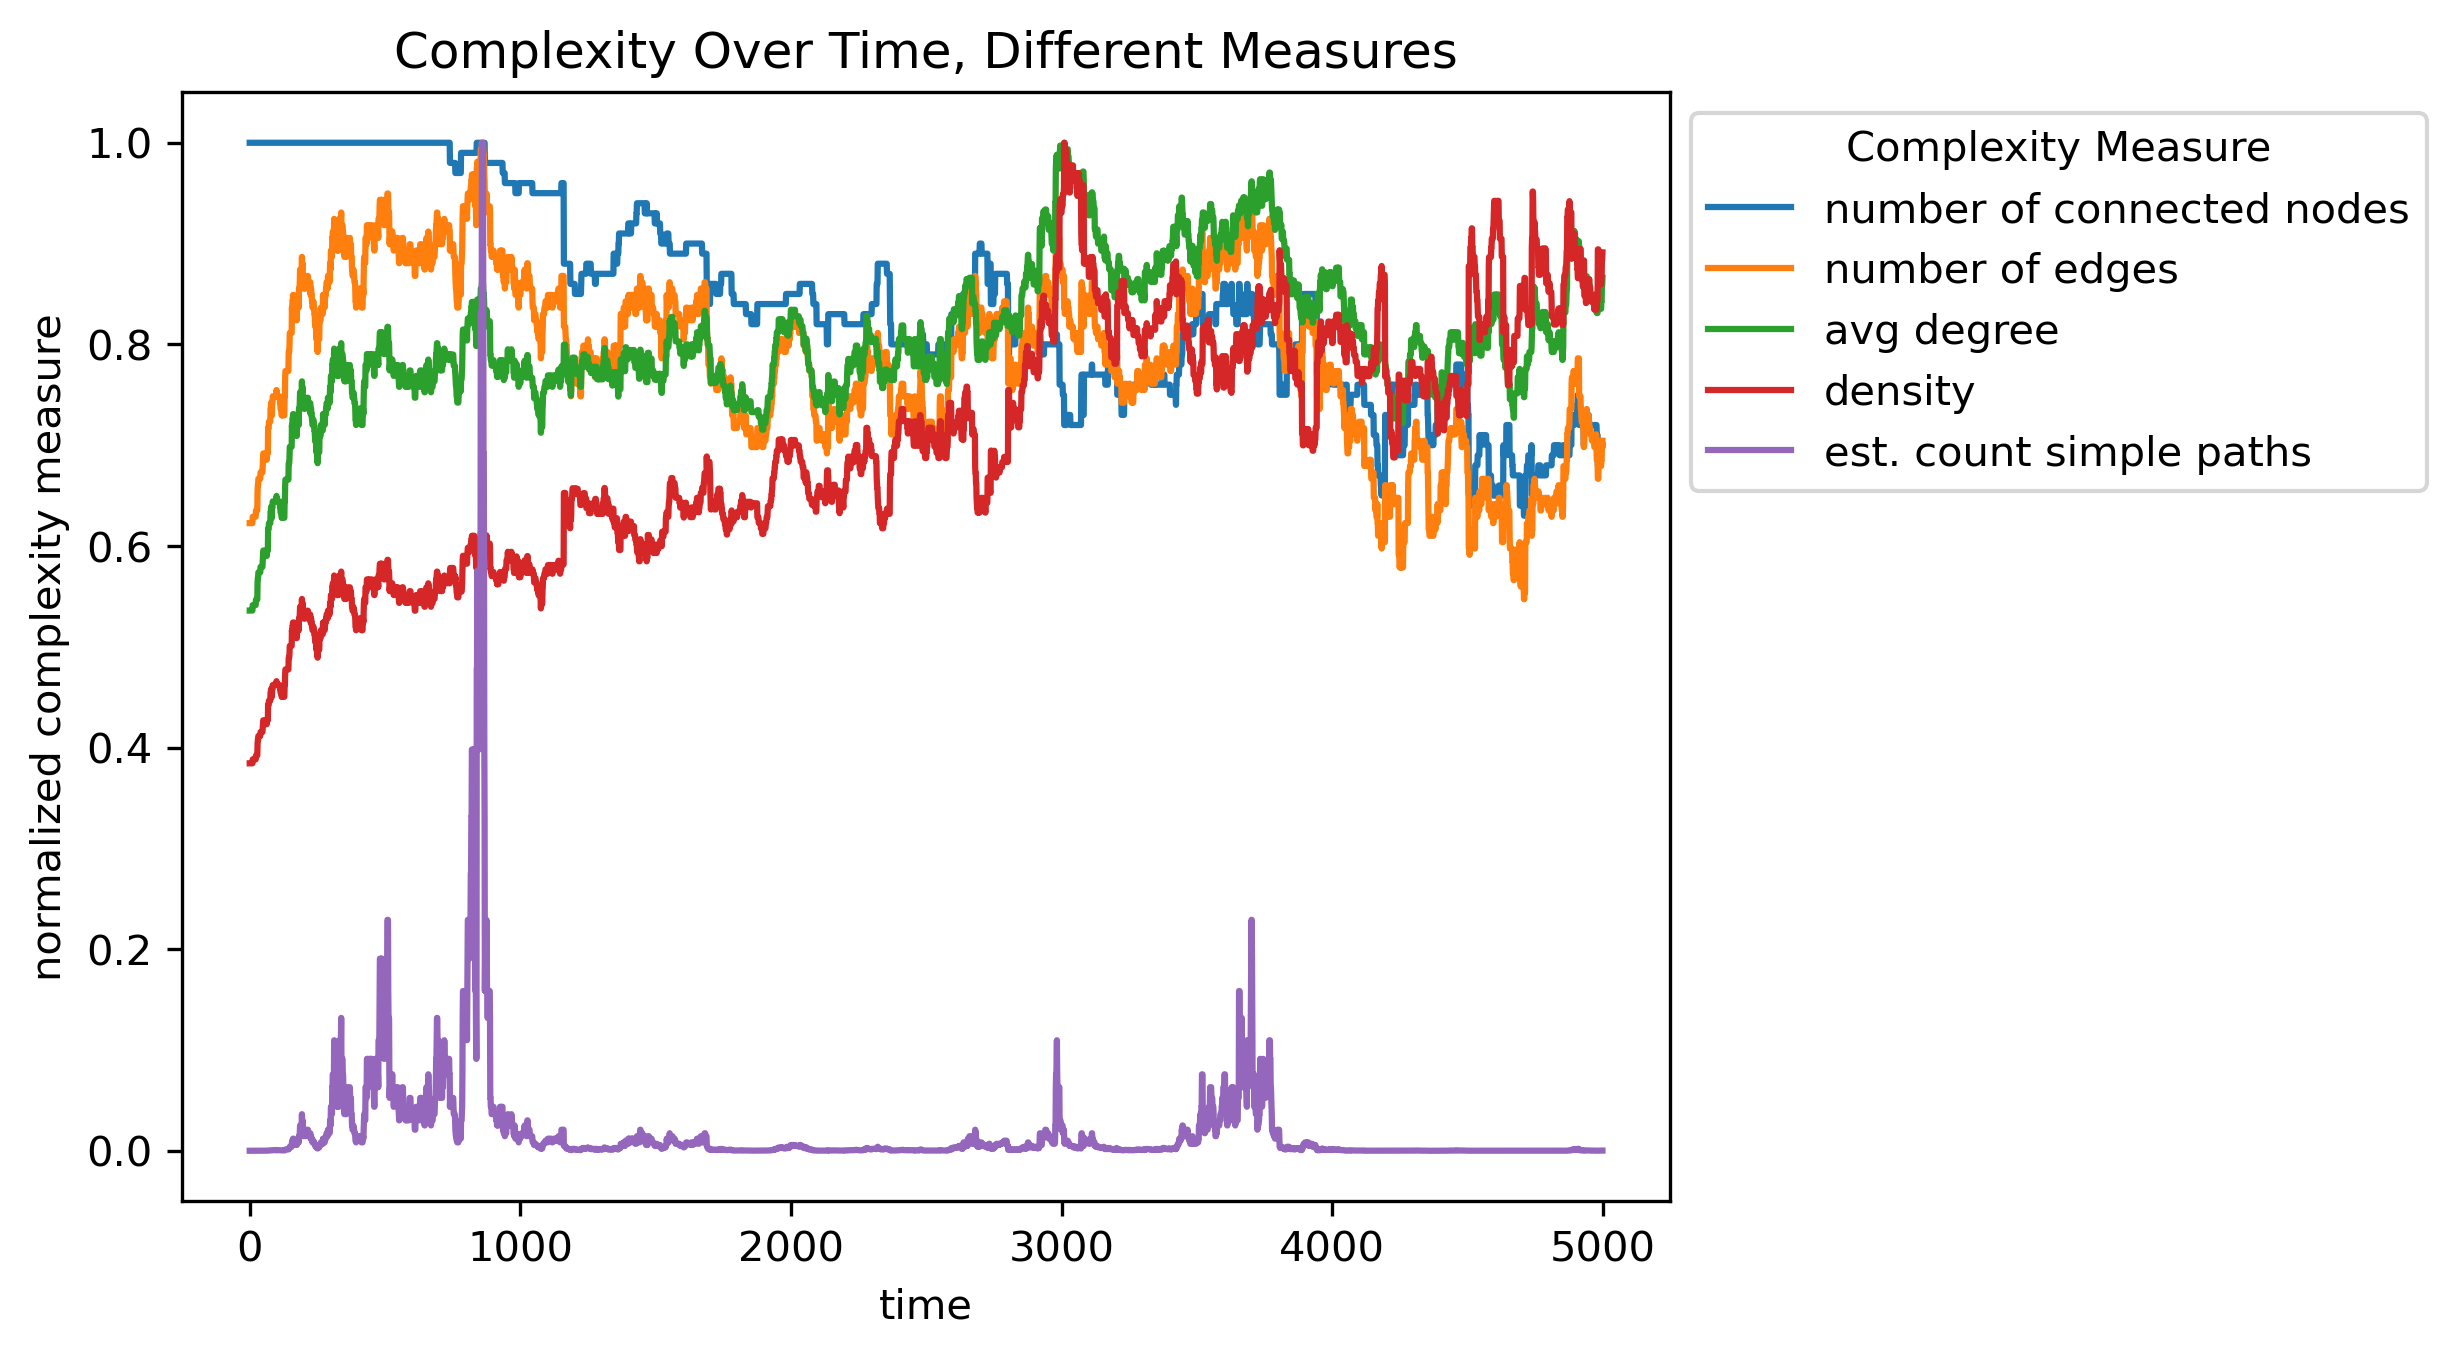 Complexity Over Time, Different Measures
normalized complexity measure
1.0
0.8
0.6
0.4
0.2
0.0
0 1000 2000 3000 4000 5000
time
Complexity Measure
number of connected nodes
number of edges
avg degree
density
est. count simple paths